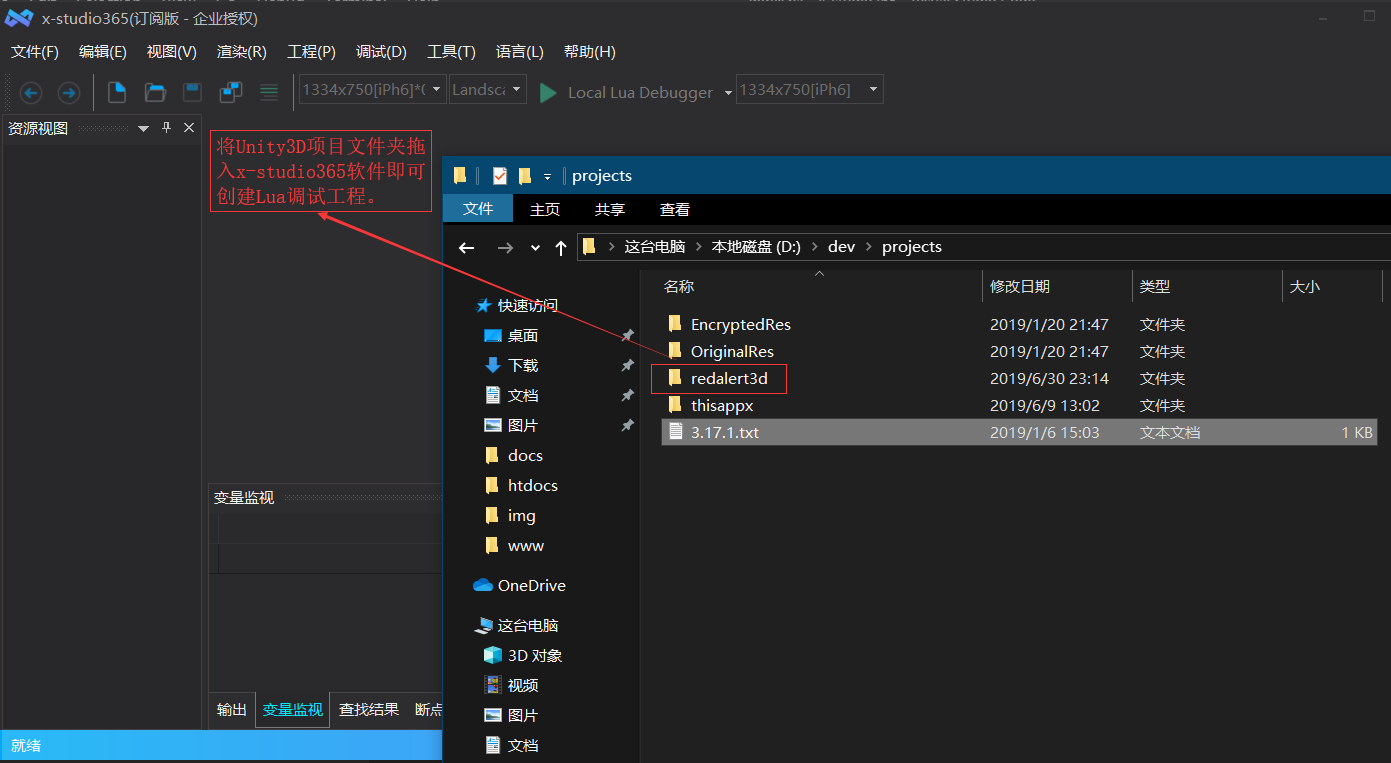 x-studio365(订阅版 - 企业授权)
文件(F) 编辑(E) 视图(V) 渲染(R) 工程(P) 调试(D) 工具(T) 语言(L) 帮助(H)
1334x750[iPh6]*( Landsca Local Lua Debugger 1334x750[iPh6]
资源视图
将Unity3D项目文件夹拖
入x-studio365软件即可
创建Lua调试工程。
projects
文件 主页 共享 查看
这台电脑 本地磁盘 (D:) dev projects
名称 修改日期 类型 大小
快速访问
桌面
下载
文档
图片
docs
htdocs
img
www
OneDrive
这台电脑
3D 对象
视频
图片
文档
EncryptedRes 2019/1/20 21:47 文件夹
OriginalRes 2019/1/20 21:47 文件夹
redalert3d 2019/6/30 23:14 文件夹
thisappx 2019/6/9 13:02 文件夹
3.17.1.txt 2019/1/6 15:03 文本文档 1 KB
变量监视
输出 变量监视 查找结果 断点
就绪